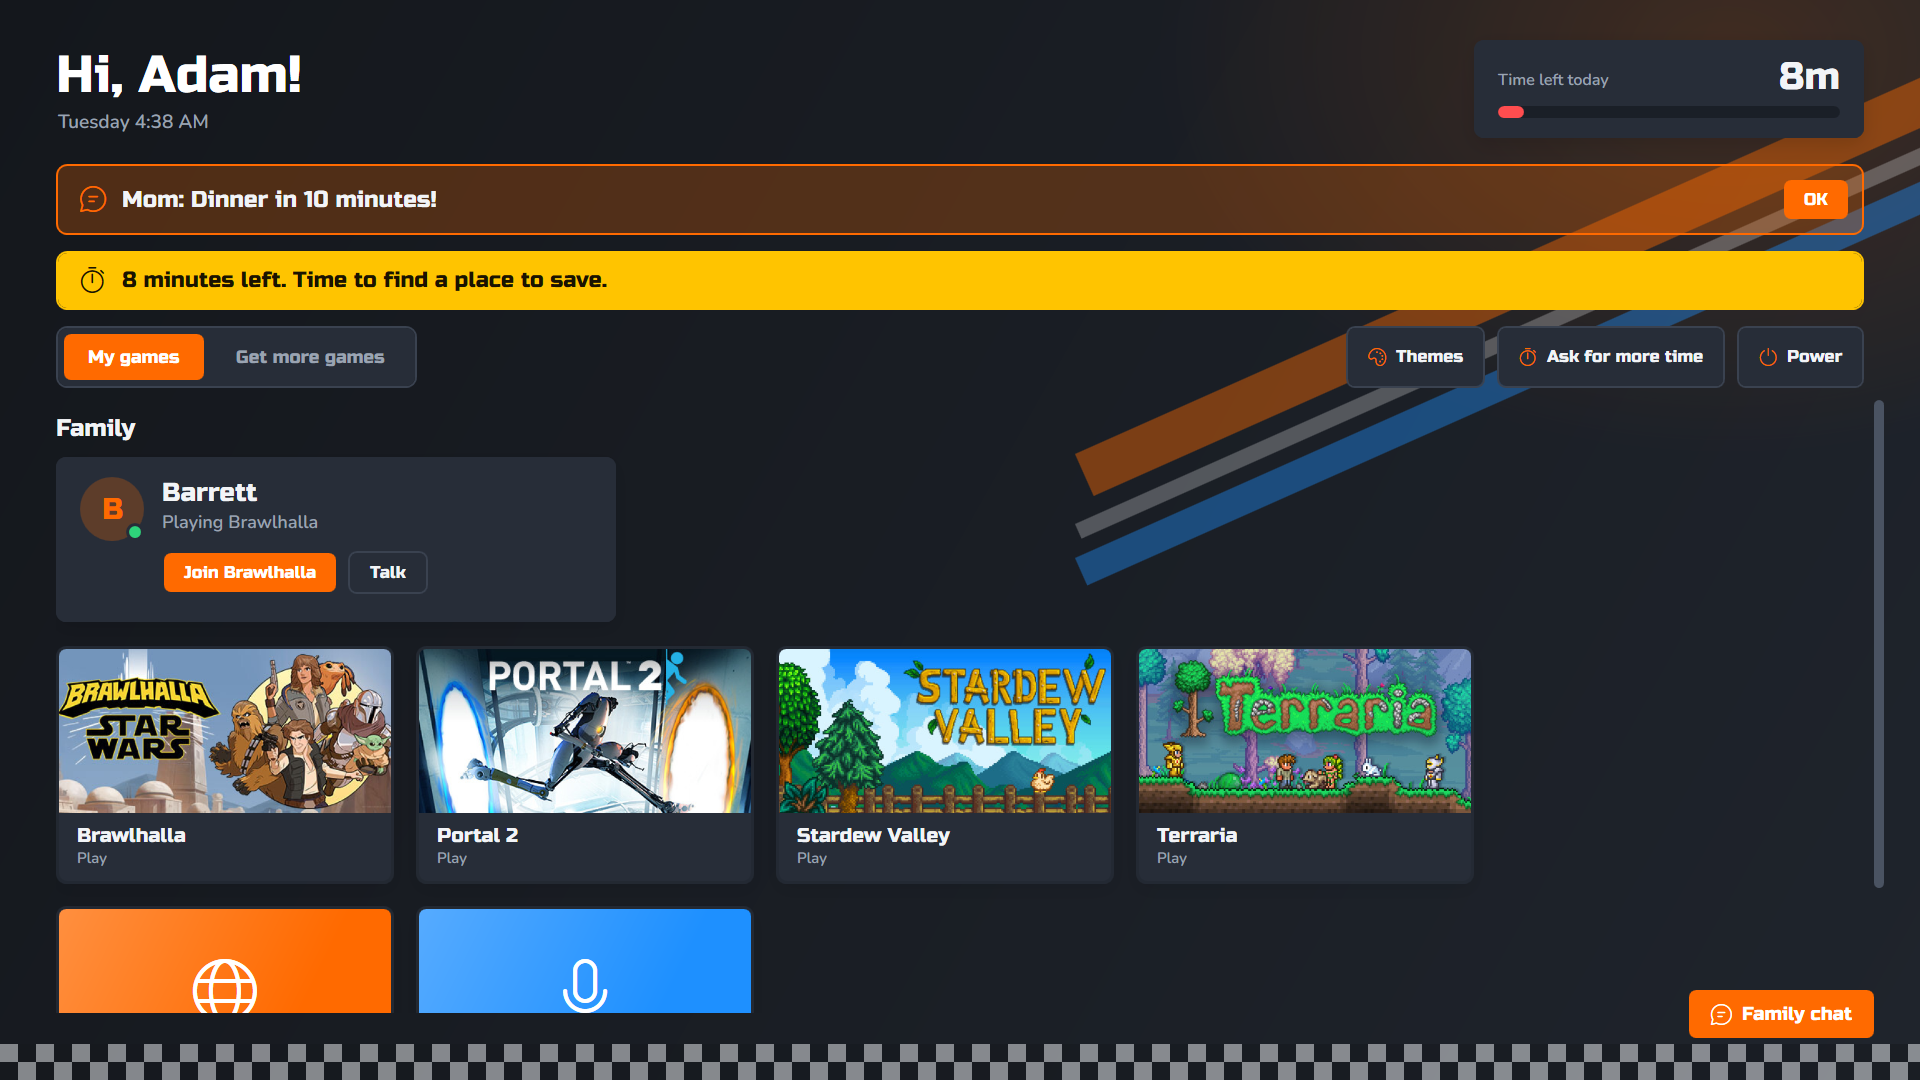 Hi, Adam!
Tuesday 4:38 AM
Time left today
8m
Mom: Dinner in 10 minutes!
OK
8 minutes left. Time to find a place to save.
My games
Get more games
Themes
Ask for more time
Power
Family
B
Barrett
Playing Brawlhalla
Join Brawlhalla
Talk
BRAWLHALLA
STAR
WARS
PORTAL 2
STARDEW
VALLEY
Terraria
Brawlhalla
Play
Portal 2
Play
Stardew Valley
Play
Terraria
Play
Family chat